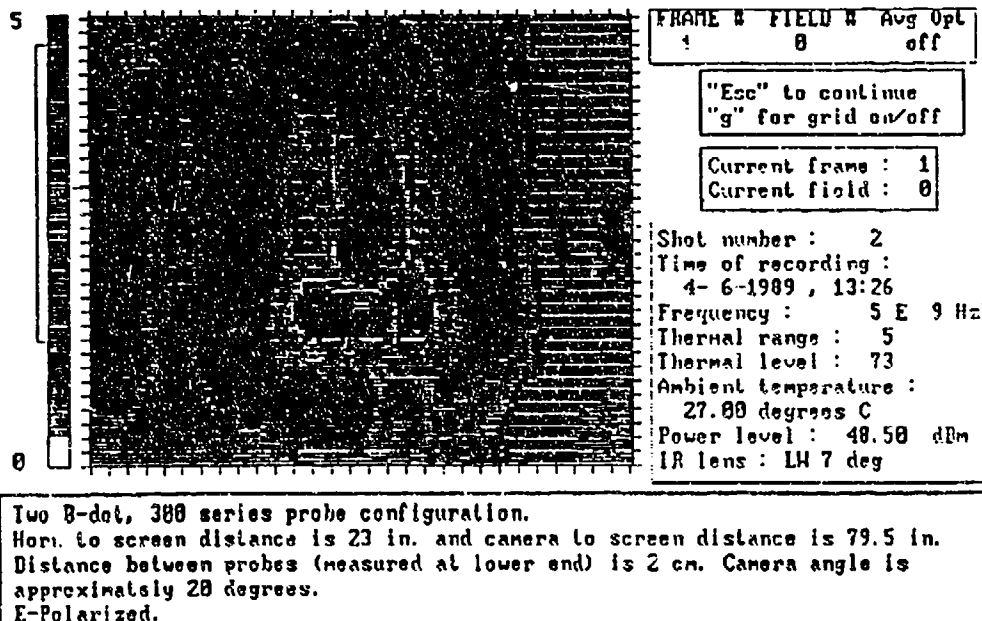 5
0
FRAME # FIELD # Avg Opt
1 0 off
"Esc" to continue
"g" for grid on/off
Current frame : 1
Current field : 0
Shot number : 2
Time of recording :
4- 6-1989 , 13:26
Frequency : 5 E 9 Hz
Thermal range : 5
Thermal level : 73
Ambient temperature :
27.00 degrees C
Power level : 48.50 dBm
IR lens : LW 7 deg
Two B-dot, 300 series probe configuration.
Horn to screen distance is 23 in. and camera to screen distance is 79.5 in.
Distance between probes (measured at lower end) is 2 cm. Camera angle is
approximately 20 degrees.
E-Polarized.